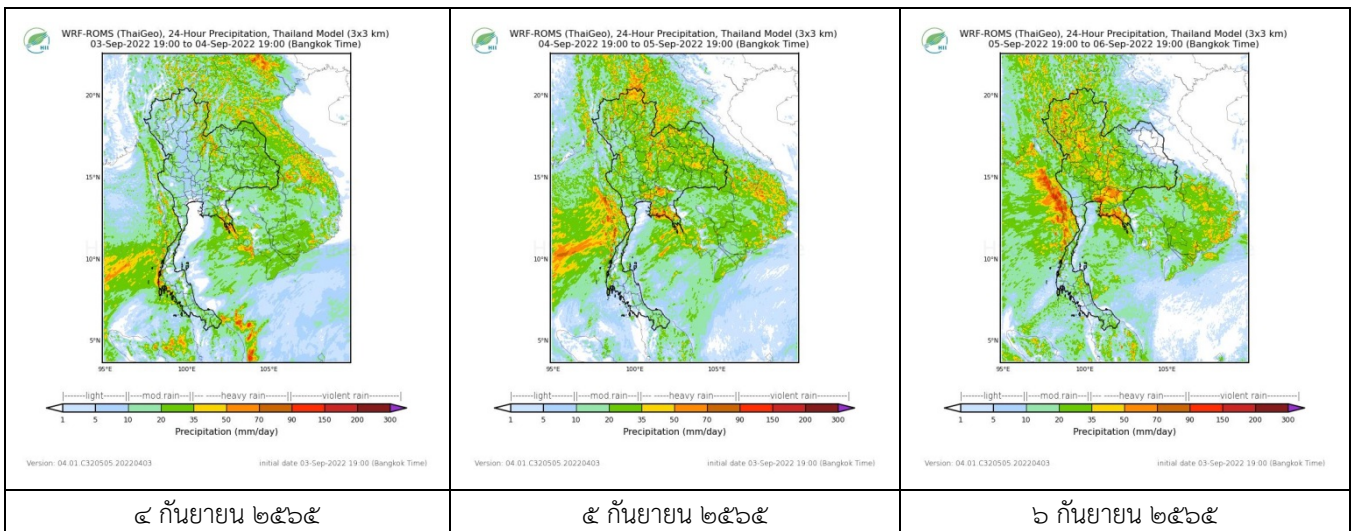 HII
WRF-ROMS (ThaiGeo), 24-Hour Precipitation, Thailand Model (3x3 km)
03-Sep-2022 19:00 to 04-Sep-2022 19:00 (Bangkok Time)
20°N
15°N
10°N
5°N
95°E 100°E 105°E
|------light------||---mod rain---||--- --heavy rain------||------violent rain------|
1 5 10 20 35 50 70 90 150 200 300
Precipitation (mm/day)
Version: 04.01.C320505.20220403 initial date 03-Sep-2022 19:00 (Bangkok Time)
๔ กันยายน ๒๕๖๕
HII
WRF-ROMS (ThaiGeo), 24-Hour Precipitation, Thailand Model (3x3 km)
04-Sep-2022 19:00 to 05-Sep-2022 19:00 (Bangkok Time)
20°N
15°N
10°N
5°N
95°E 100°E 105°E
|------light------||---mod rain---||--- --heavy rain------||------violent rain------|
1 5 10 20 35 50 70 90 150 200 300
Precipitation (mm/day)
Version: 04.01.C320505.20220403 initial date 03-Sep-2022 19:00 (Bangkok Time)
๕ กันยายน ๒๕๖๕
HII
WRF-ROMS (ThaiGeo), 24-Hour Precipitation, Thailand Model (3x3 km)
05-Sep-2022 19:00 to 06-Sep-2022 19:00 (Bangkok Time)
20°N
15°N
10°N
5°N
95°E 100°E 105°E
|------light------||---mod rain---||--- --heavy rain------||------violent rain------|
1 5 10 20 35 50 70 90 150 200 300
Precipitation (mm/day)
Version: 04.01.C320505.20220403 initial date 03-Sep-2022 19:00 (Bangkok Time)
๖ กันยายน ๒๕๖๕